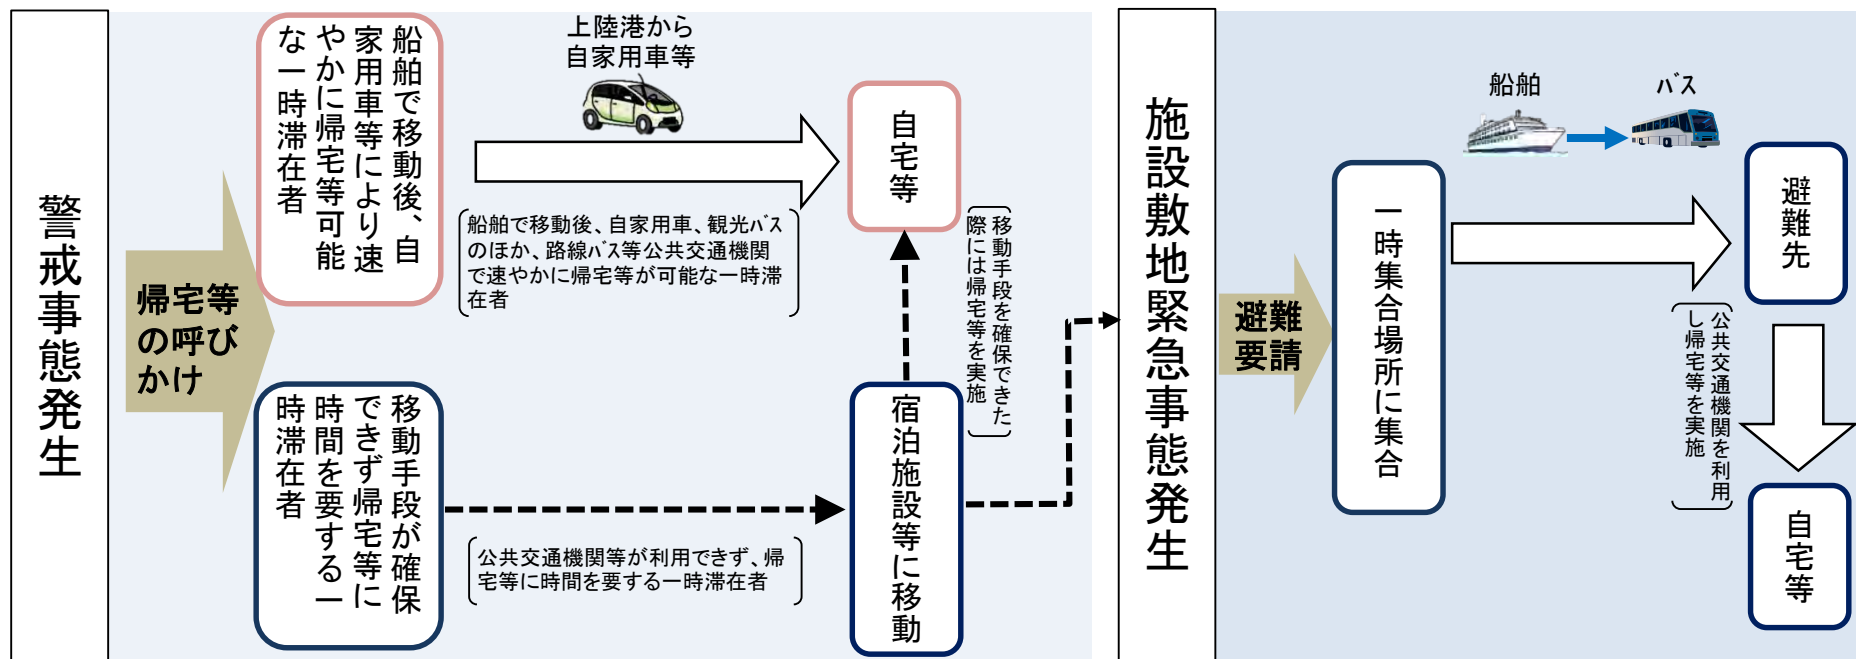 警戒事態発生
帰宅等
の呼び
かけ
船舶で移動後、自
家用車等により速
やかに帰宅等可能
な一時滞在者
上陸港から
自家用車等
船舶で移動後、自家用車、観光バス
のほか、路線バス等公共交通機関
で速やかに帰宅等が可能な一時滞
在者
自宅等
移動手段を確保できた
際には帰宅等を実施
移動手段が確保
できず帰宅等に
時間を要する一
時滞在者
公共交通機関等が利用できず、帰
宅等に時間を要する一時滞在者
宿泊施設等に移動
施設敷地緊急事態発生
避難
要請
一時集合場所に集合
船舶
バス
避難先
公共交通機関を利用
し帰宅等を実施
自宅等